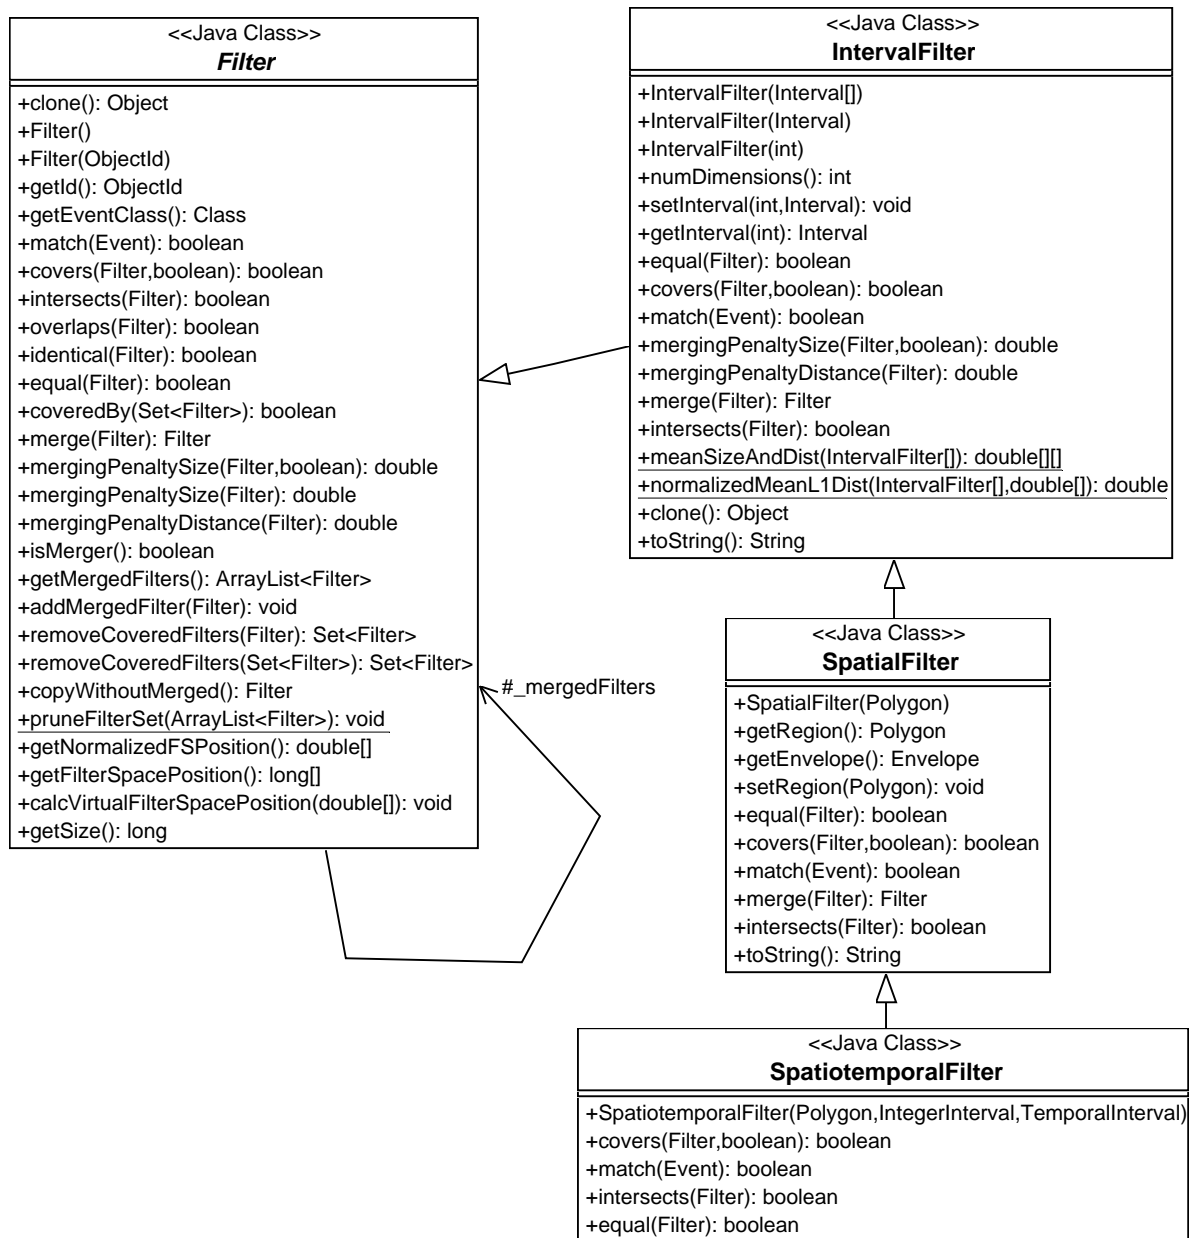 <<Java Class>>
Filter
+clone(): Object
+Filter()
+Filter(ObjectId)
+getId(): ObjectId
+getEventClass(): Class
+match(Event): boolean
+covers(Filter,boolean): boolean
+intersects(Filter): boolean
+overlaps(Filter): boolean
+identical(Filter): boolean
+equal(Filter): boolean
+coveredBy(Set<Filter>): boolean
+merge(Filter): Filter
+mergingPenaltySize(Filter,boolean): double
+mergingPenaltySize(Filter): double
+mergingPenaltyDistance(Filter): double
+isMerger(): boolean
+getMergedFilters(): ArrayList<Filter>
+addMergedFilter(Filter): void
+removeCoveredFilters(Filter): Set<Filter>
+removeCoveredFilters(Set<Filter>): Set<Filter>
+copyWithoutMerged(): Filter
+pruneFilterSet(ArrayList<Filter>): void
+getNormalizedFSPosition(): double[]
+getFilterSpacePosition(): long[]
+calcVirtualFilterSpacePosition(double[]): void
+getSize(): long
#_mergedFilters
<<Java Class>>
IntervalFilter
+IntervalFilter(Interval[])
+IntervalFilter(Interval)
+IntervalFilter(int)
+numDimensions(): int
+setInterval(int,Interval): void
+getInterval(int): Interval
+equal(Filter): boolean
+covers(Filter,boolean): boolean
+match(Event): boolean
+mergingPenaltySize(Filter,boolean): double
+mergingPenaltyDistance(Filter): double
+merge(Filter): Filter
+intersects(Filter): boolean
+meanSizeAndDist(IntervalFilter[]): double[][]
+normalizedMeanL1Dist(IntervalFilter[],double[]): double
+clone(): Object
+toString(): String
<<Java Class>>
SpatialFilter
+SpatialFilter(Polygon)
+getRegion(): Polygon
+getEnvelope(): Envelope
+setRegion(Polygon): void
+equal(Filter): boolean
+covers(Filter,boolean): boolean
+match(Event): boolean
+merge(Filter): Filter
+intersects(Filter): boolean
+toString(): String
<<Java Class>>
SpatiotemporalFilter
+SpatiotemporalFilter(Polygon,IntegerInterval,TemporalInterval)
+covers(Filter,boolean): boolean
+match(Event): boolean
+intersects(Filter): boolean
+equal(Filter): boolean